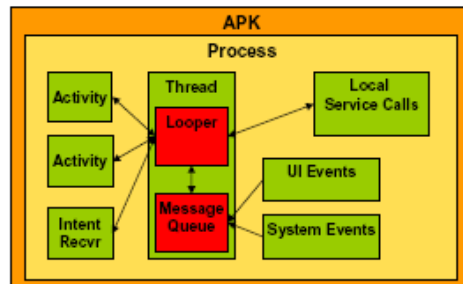 APK
Process
Activity
Thread
Local
Service Calls
Looper
Activity
UI Events
Message
Queue
Intent
Recvr
System Events